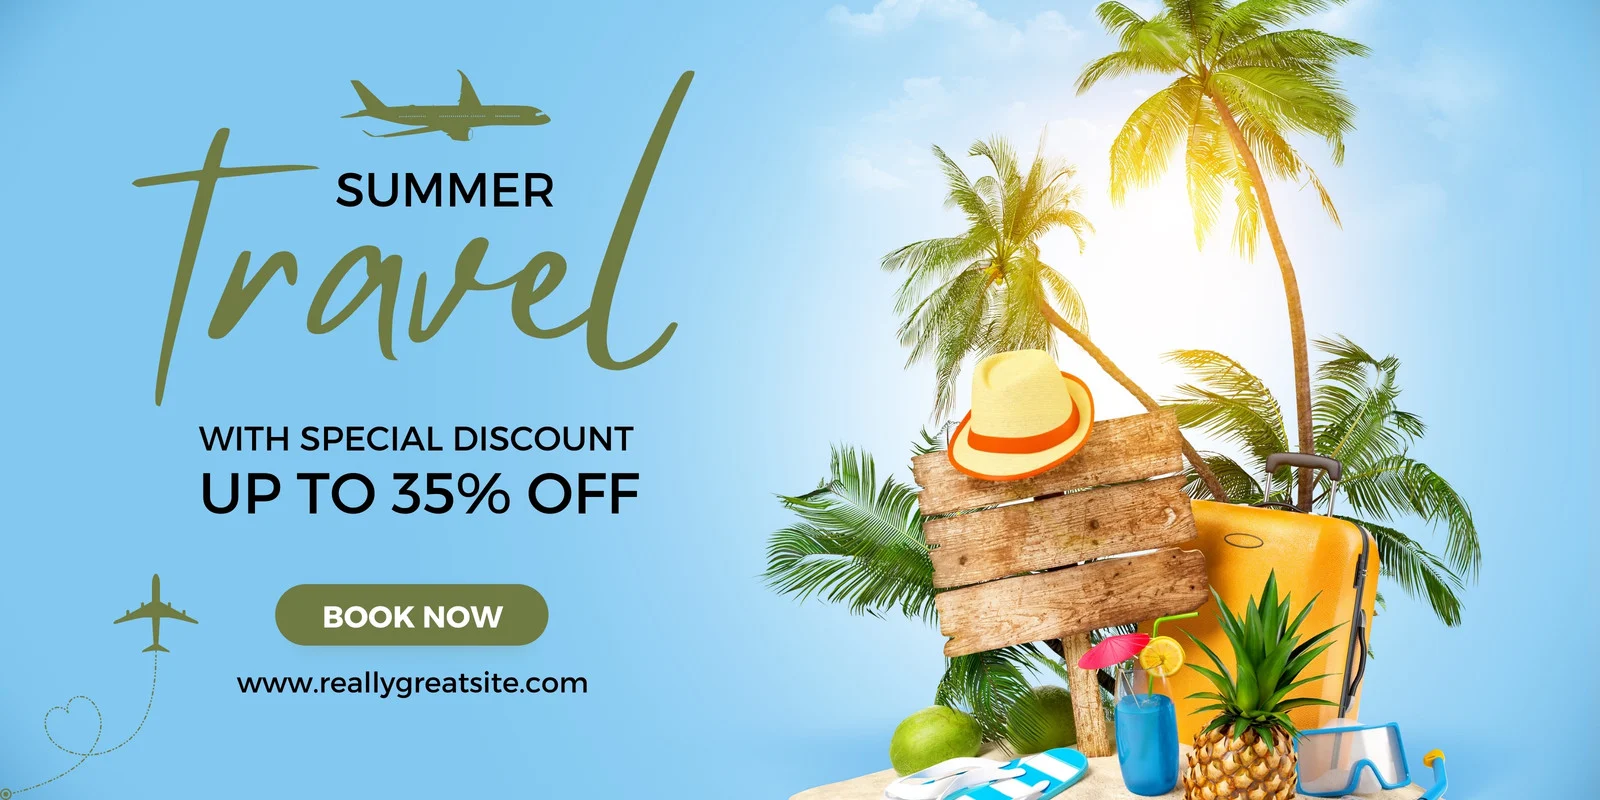 SUMMER
Travel
WITH SPECIAL DISCOUNT
UP TO 35% OFF
BOOK NOW
www.reallygreatsite.com